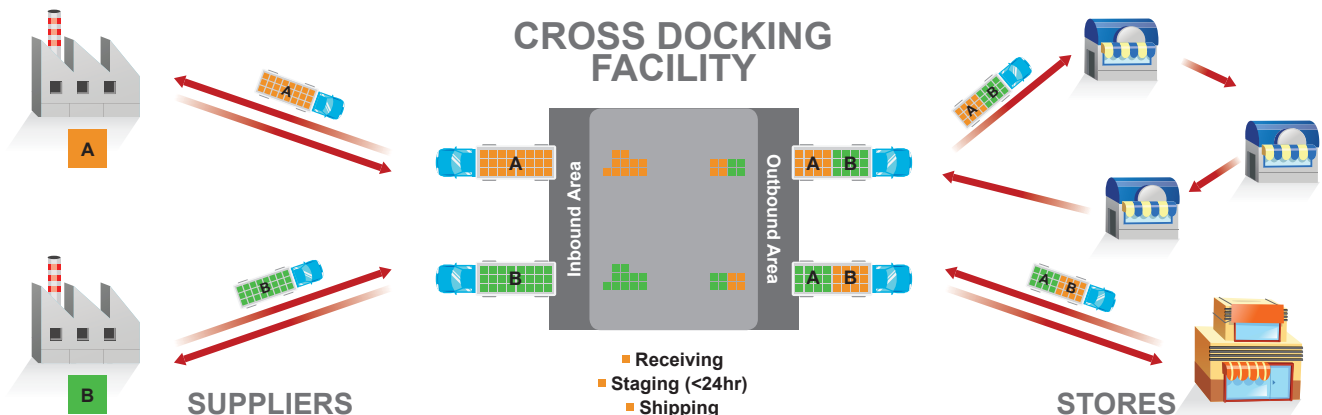 CROSS DOCKING
FACILITY
A
A
B
A
Inbound Area
Outbound Area
A B
A B
B
B
A B
A B
B
SUPPLIERS
Receiving
Staging (<24hr)
Shipping
STORES